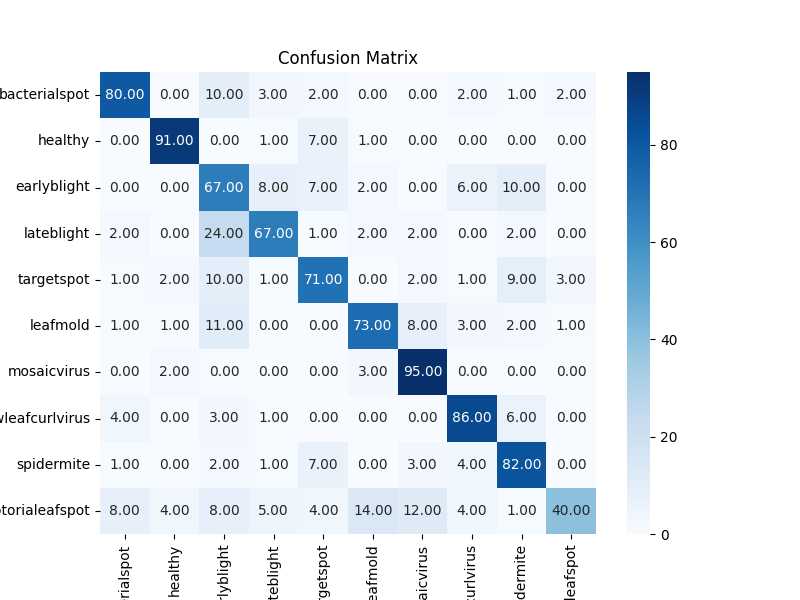 Confusion Matrix
bacterialspot 80.00 0.00 10.00 3.00 2.00 0.00 0.00 2.00 1.00 2.00
healthy 0.00 91.00 0.00 1.00 7.00 1.00 0.00 0.00 0.00 0.00
earlyblight 0.00 0.00 67.00 8.00 7.00 2.00 0.00 6.00 10.00 0.00
lateblight 2.00 0.00 24.00 67.00 1.00 2.00 2.00 0.00 2.00 0.00
targetspot 1.00 2.00 10.00 1.00 71.00 0.00 2.00 1.00 9.00 3.00
leafmold 1.00 1.00 11.00 0.00 0.00 73.00 8.00 3.00 2.00 1.00
mosaicvirus 0.00 2.00 0.00 0.00 0.00 3.00 95.00 0.00 0.00 0.00
wleafcurlvirus 4.00 0.00 3.00 1.00 0.00 0.00 0.00 86.00 6.00 0.00
spidermite 1.00 0.00 2.00 1.00 7.00 0.00 3.00 4.00 82.00 0.00
torialeafspot 8.00 4.00 8.00 5.00 4.00 14.00 12.00 4.00 1.00 40.00
rialspot
healthy
rlyblight
teblight
rgetspot
eafmold
aicvirus
curlvirus
dermite
leafspot
80
60
40
20
0